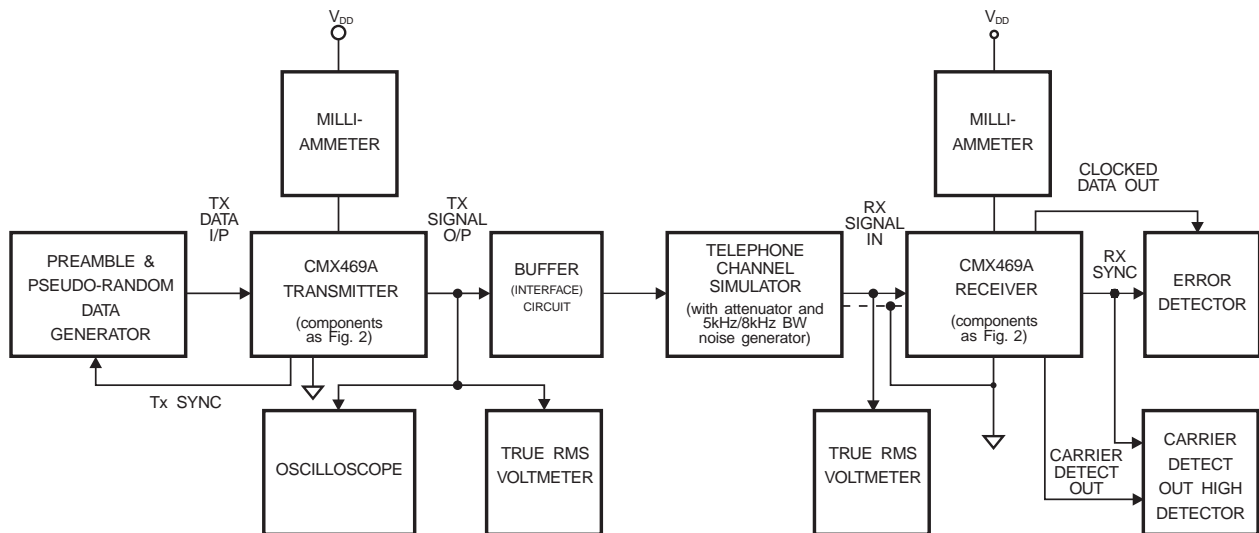 VDD
VDD
MILLI-
AMMETER
MILLI-
AMMETER
CLOCKED
DATA OUT
TX
DATA
I/P
TX
SIGNAL
O/P
RX
SIGNAL
IN
PREAMBLE &
PSEUDO-RANDOM
DATA
GENERATOR
CMX469A
TRANSMITTER
(components
as Fig. 2)
BUFFER
(INTERFACE)
CIRCUIT
TELEPHONE
CHANNEL
SIMULATOR
(with attenuator and
5kHz/8kHz BW
noise generator)
CMX469A
RECEIVER
(components
as Fig. 2)
RX
SYNC
ERROR
DETECTOR
Tx SYNC
OSCILLOSCOPE
TRUE RMS
VOLTMETER
TRUE RMS
VOLTMETER
CARRIER
DETECT
OUT
CARRIER
DETECT
OUT HIGH
DETECTOR